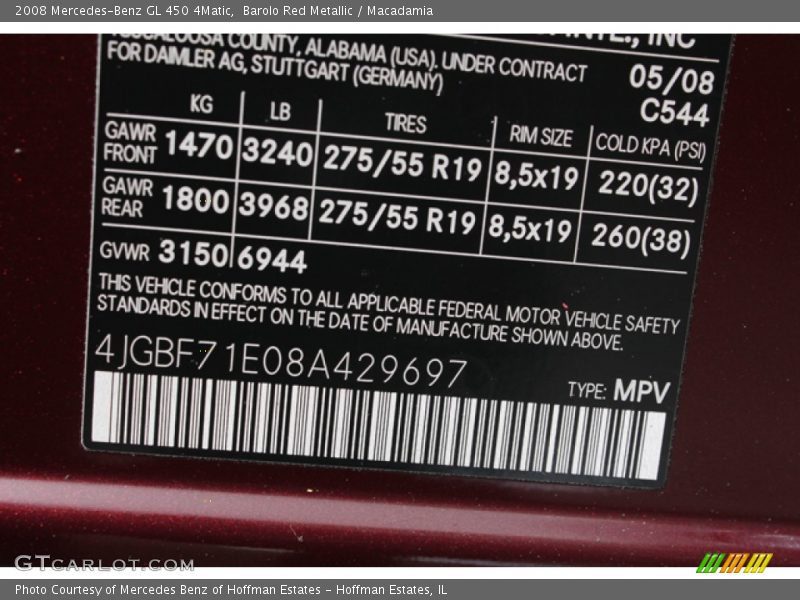 2008 Mercedes-Benz GL 450 4Matic, Barolo Red Metallic / Macadamia
INC
TUSCALOOSA COUNTY, ALABAMA (USA). UNDER CONTRACT
FOR DAIMLER AG, STUTTGART (GERMANY)
05/08
C544
KG LB TIRES RIM SIZE COLD KPA (PSI)
GAWR FRONT 1470 3240 275/55 R19 8,5x19 220(32)
GAWR REAR 1800 3968 275/55 R19 8,5x19 260(38)
GVWR 3150 6944
THIS VEHICLE CONFORMS TO ALL APPLICABLE FEDERAL MOTOR VEHICLE SAFETY
STANDARDS IN EFFECT ON THE DATE OF MANUFACTURE SHOWN ABOVE.
4JGBF71E08A429697
TYPE: MPV
GTCARLOT.COM
Photo Courtesy of Mercedes Benz of Hoffman Estates - Hoffman Estates, IL